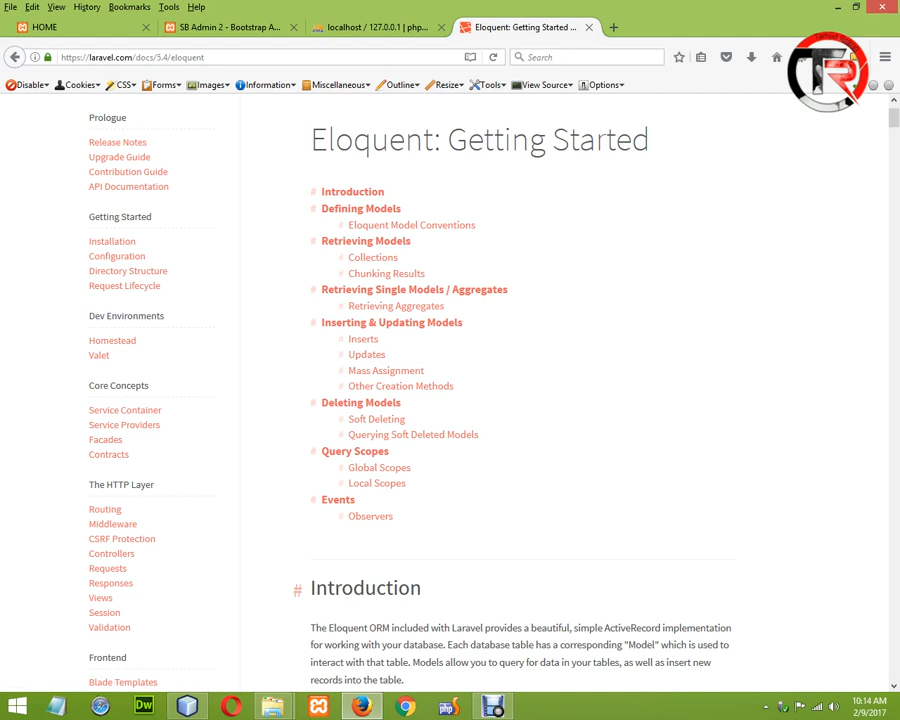 File Edit View History Bookmarks Tools Help
HOME
SB Admin 2 - Bootstrap A...
localhost / 127.0.0.1 | php...
Eloquent: Getting Started ...
https://laravel.com/docs/5.4/eloquent
Search
Disable Cookies CSS Forms Images Information Miscellaneous Outline Resize Tools View Source Options
Prologue
Release Notes
Upgrade Guide
Contribution Guide
API Documentation
Getting Started
Installation
Configuration
Directory Structure
Request Lifecycle
Dev Environments
Homestead
Valet
Core Concepts
Service Container
Service Providers
Facades
Contracts
The HTTP Layer
Routing
Middleware
CSRF Protection
Controllers
Requests
Responses
Views
Session
Validation
Frontend
Blade Templates
Eloquent: Getting Started
# Introduction
# Defining Models
# Eloquent Model Conventions
# Retrieving Models
# Collections
# Chunking Results
# Retrieving Single Models / Aggregates
# Retrieving Aggregates
# Inserting & Updating Models
# Inserts
# Updates
# Mass Assignment
# Other Creation Methods
# Deleting Models
# Soft Deleting
# Querying Soft Deleted Models
# Query Scopes
# Global Scopes
# Local Scopes
# Events
# Observers
# Introduction
The Eloquent ORM included with Laravel provides a beautiful, simple ActiveRecord implementation
for working with your database. Each database table has a corresponding "Model" which is used to
interact with that table. Models allow you to query for data in your tables, as well as insert new
records into the table.
Dw
php
10:14 AM
2/9/2017